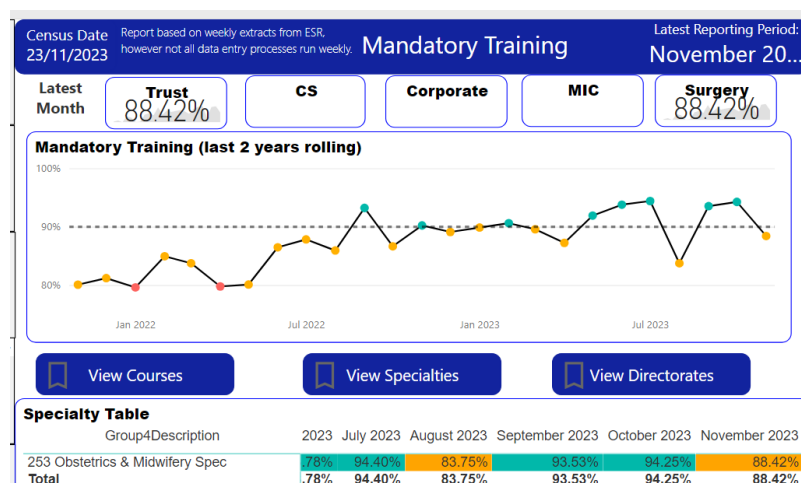 Census Date
23/11/2023
Report based on weekly extracts from ESR,
however not all data entry processes run weekly.
Mandatory Training
Latest Reporting Period:
November 20...
Latest
Month
Trust
88.42%
CS
Corporate
MIC
Surgery
88.42%
Mandatory Training (last 2 years rolling)
100%
90%
80%
Jan 2022
Jul 2022
Jan 2023
Jul 2023
View Courses
View Specialties
View Directorates
Specialty Table
Group4Description 2023 July 2023 August 2023 September 2023 October 2023 November 2023
253 Obstetrics & Midwifery Spec .78% 94.40% 83.75% 93.53% 94.25% 88.42%
Total .78% 94.40% 83.75% 93.53% 94.25% 88.42%